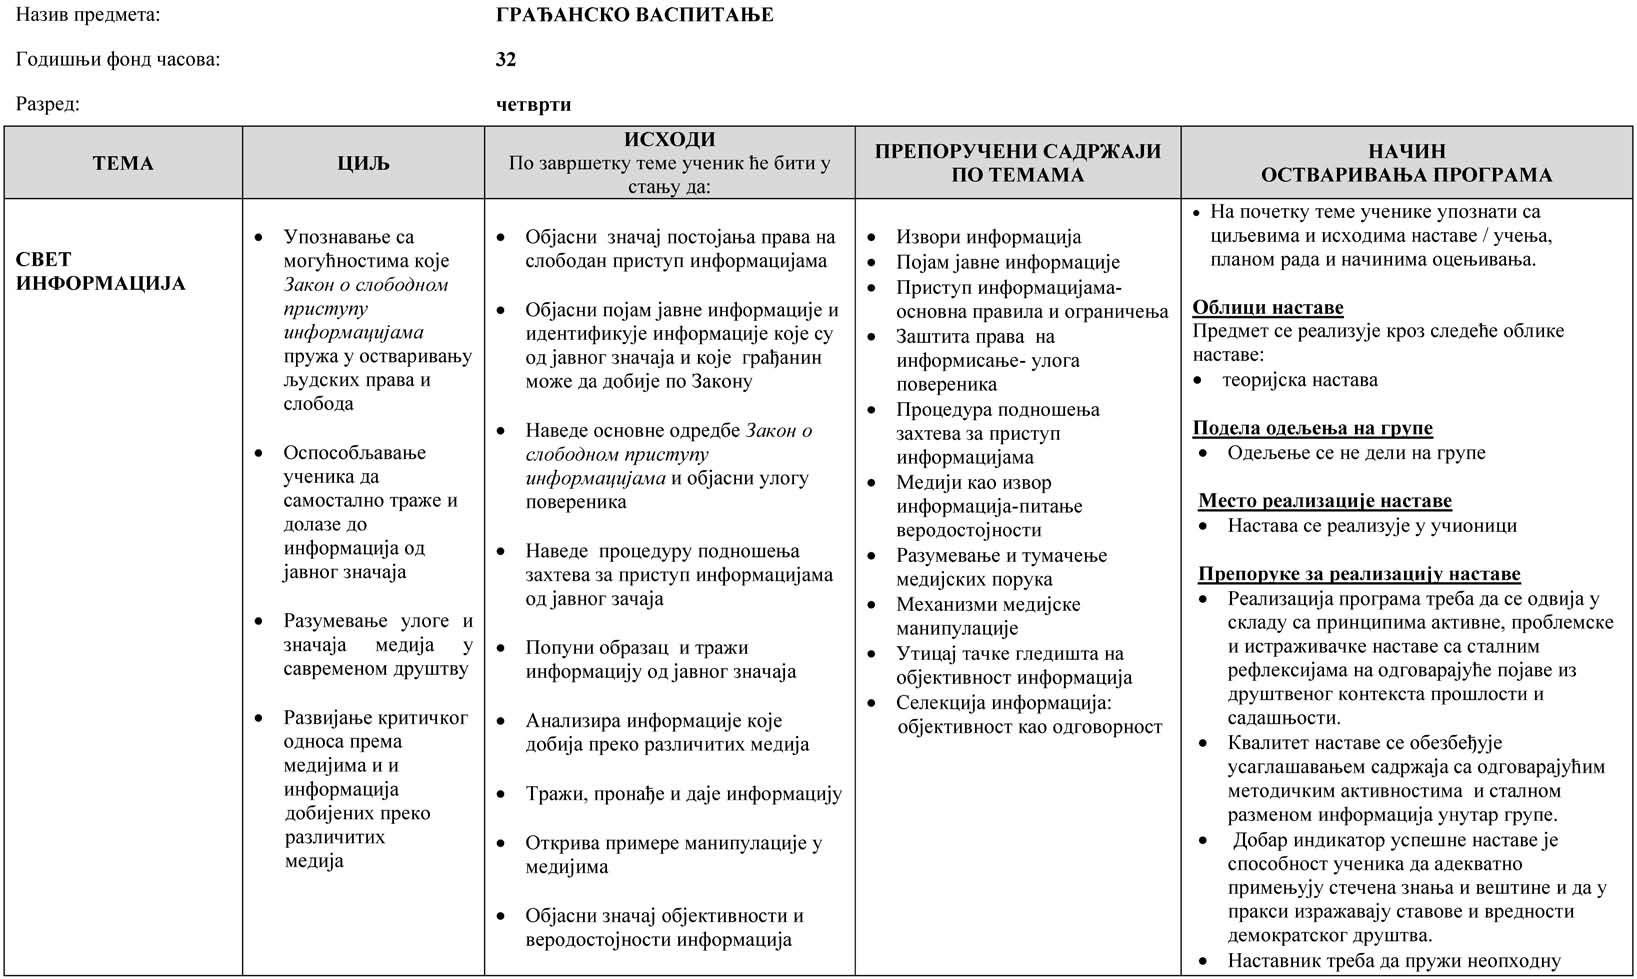 Назив предмета: ГРАЂАНСКО ВАСПИТАЊЕ
Годишњи фонд часова: 32
Разред: четврти
ТЕМА
ЦИЉ
ИСХОДИ
По завршетку теме ученик ће бити у
стању да:
ПРЕПОРУЧЕНИ САДРЖАЈИ
ПО ТЕМАМА
НАЧИН
ОСТВАРИВАЊА ПРОГРАМА
СВЕТ
ИНФОРМАЦИЈА
• Упознавање са
могућностима које
Закон о слободном
приступу
информацијама
пружа у остваривању
људских права и
слобода
• Оспособљавање
ученика да
самостално траже и
долазе до
информација од
јавног значаја
• Разумевање улоге и
значаја медија у
савременом друштву
• Развијање критичког
односа према
медијима и и
информација
добијених преко
различитих
медија
• Објасни значај постојања права на
слободан приступ информацијама
• Објасни појам јавне информације и
идентификује информације које су
од јавног значаја и које грађанин
може да добије по Закону
• Наведе основне одредбе Закон о
слободном приступу
информацијама и објасни улогу
повереника
• Наведе процедуру подношења
захтева за приступ информацијама
од јавног зачаја
• Попуни образац и тражи
информацију од јавног значаја
• Анализира информације које
добија преко различитих медија
• Тражи, пронађе и даје информацију
• Открива примере манипулације у
медијима
• Објасни значај објективности и
веродостојности информација
• Извори информација
• Појам јавне информације
• Приступ информацијама-
основна правила и ограничења
• Заштита права на
информисање- улога
повереника
• Процедура подношења
захтева за приступ
информацијама
• Медији као извор
информација-питање
веродостојности
• Разумевање и тумачење
медијских порука
• Механизми медијске
манипулације
• Утицај тачке гледишта на
објективност информација
• Селекција информација:
објективност као одговорност
• На почетку теме ученике упознати са
циљевима и исходима наставе / учења,
планом рада и начинима оцењивања.
Облици наставе
Предмет се реализује кроз следеће облике
наставе:
• теоријска настава
Подела одељења на групе
• Одељење се не дели на групе
Место реализације наставе
• Настава се реализује у учионици
Препоруке за реализацију наставе
• Реализација програма треба да се одвија у
складу са принципима активне, проблемске
и истраживачке наставе са сталним
рефлексијама на одговарајуће појаве из
друштвеног контекста прошлости и
садашњости.
• Квалитет наставе се обезбеђује
усаглашавањем садржаја са одговарајућим
методичким активностима и сталном
разменом информација унутар групе.
• Добар индикатор успешне наставе је
способност ученика да адекватно
примењују стечена знања и вештине и да у
пракси изражавају ставове и вредности
демократског друштва.
• Наставник треба да пружи неопходну